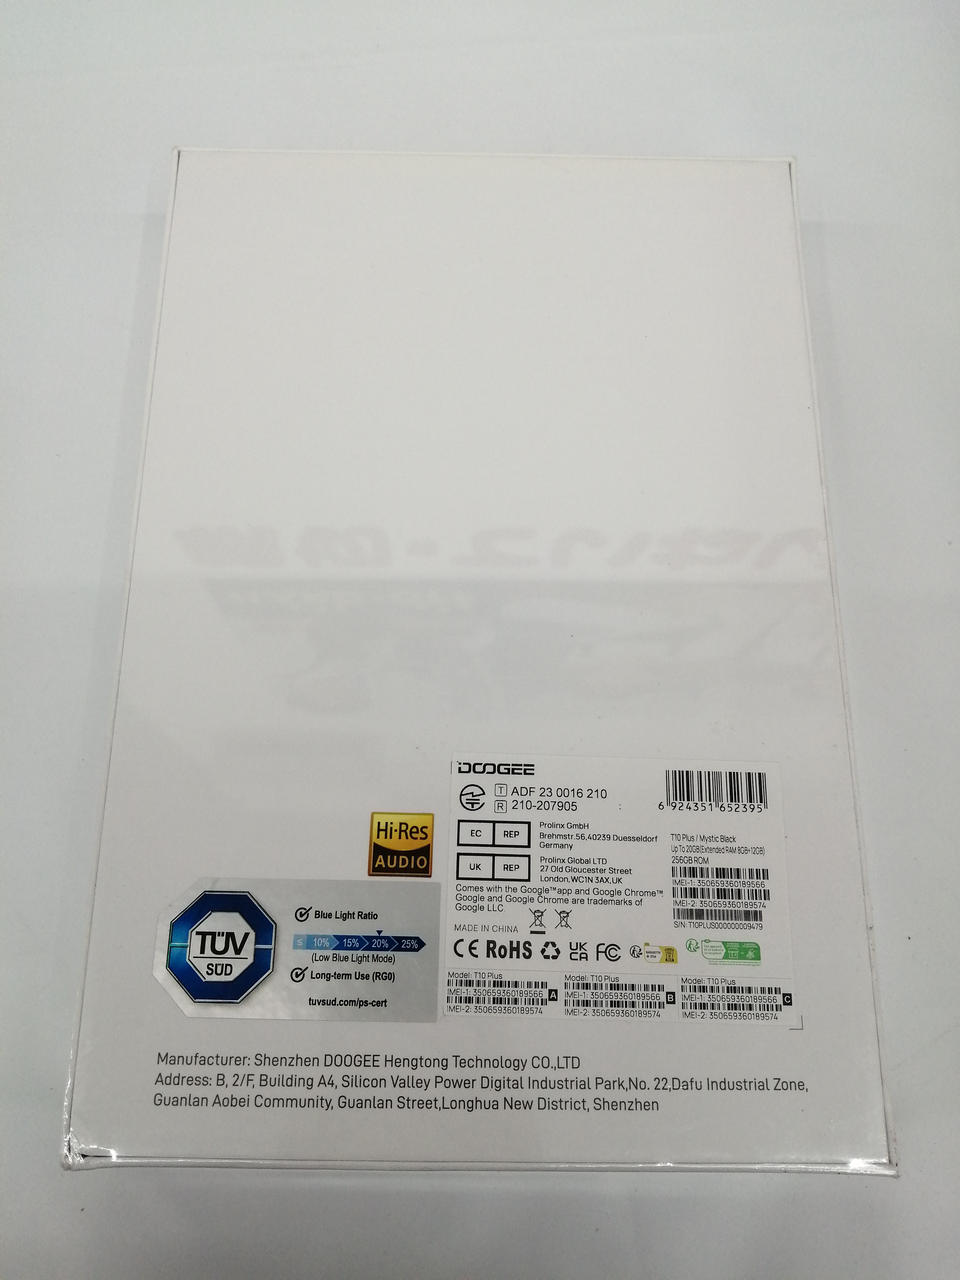 DOOGEE
T ADF 23 0016 210
R 210-207905 :
6 924351 652395
EC REP
Prolinx GmbH
Brehmstr.56,40239 Duesseldorf
Germany
UK REP
Prolinx Global LTD
27 Old Gloucester Street
London,WC1N 3AX,UK
T10 Plus / Mystic Black
Up To 20GB(Extended RAM 8GB+12GB)
256GB ROM
IMEI-1: 350659360189566
IMEI-2: 350659360189574
S/N: T10PLUS000000009479
Comes with the Google™app and Google Chrome™
Google and Google Chrome are trademarks of
Google LLC.
MADE IN CHINA
CE RoHS UK CA FC
Model: T10 Plus
IMEI-1: 350659360189566 A
IMEI-2: 350659360189574
Model: T10 Plus
IMEI-1: 350659360189566 B
IMEI-2: 350659360189574
Model: T10 Plus
IMEI-1: 350659360189566 C
IMEI-2: 350659360189574
Hi-Res
AUDIO
TÜV
SÜD
Blue Light Ratio
≤ 10% 15% 20% 25%
(Low Blue Light Mode)
Long-term Use (RG0)
tuvsud.com/ps-cert
Manufacturer: Shenzhen DOOGEE Hengtong Technology CO.,LTD
Address: B, 2/F, Building A4, Silicon Valley Power Digital Industrial Park,No. 22,Dafu Industrial Zone,
Guanlan Aobei Community, Guanlan Street,Longhua New District, Shenzhen